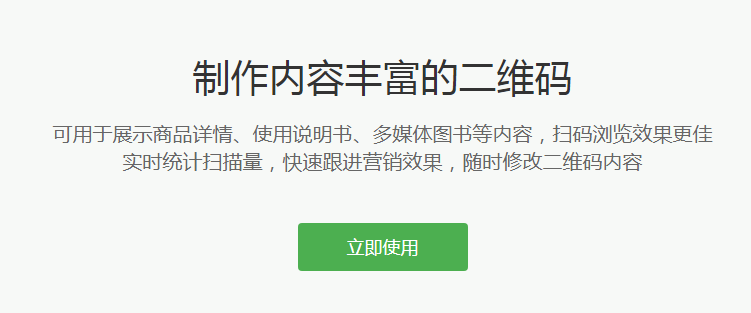 制作内容丰富的二维码
可用于展示商品详情、使用说明书、多媒体图书等内容，扫码浏览效果更佳
实时统计扫描量，快速跟进营销效果，随时修改二维码内容
立即使用